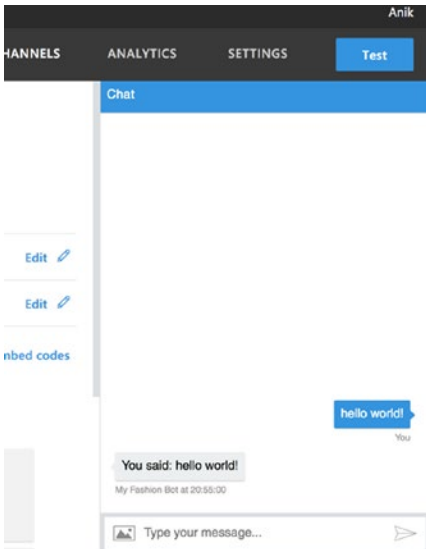 Anik
HANNELS ANALYTICS SETTINGS Test
Chat
Edit
Edit
nbed codes
hello world!
You
You said: hello world!
My Fashion Bot at 20:55:00
Type your message...